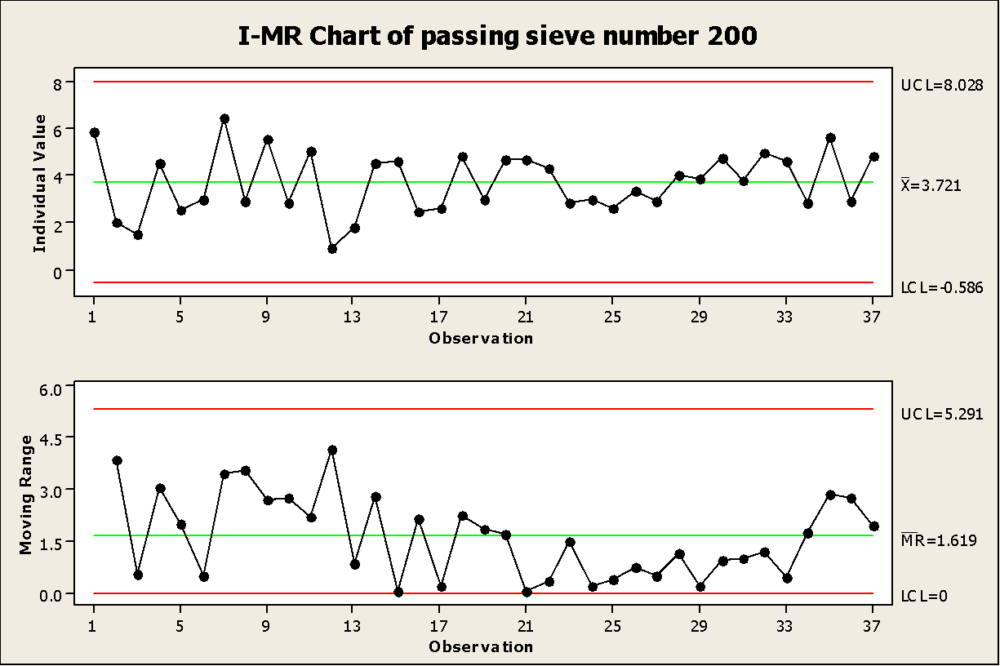 I-MR Chart of passing sieve number 200
Individual Value
8
6
4
2
0
UCL=8.028
X̅=3.721
LCL=-0.586
1 5 9 13 17 21 25 29 33 37
Observation
Moving Range
6.0
4.5
3.0
1.5
0.0
UCL=5.291
M̅R̅=1.619
LCL=0
1 5 9 13 17 21 25 29 33 37
Observation